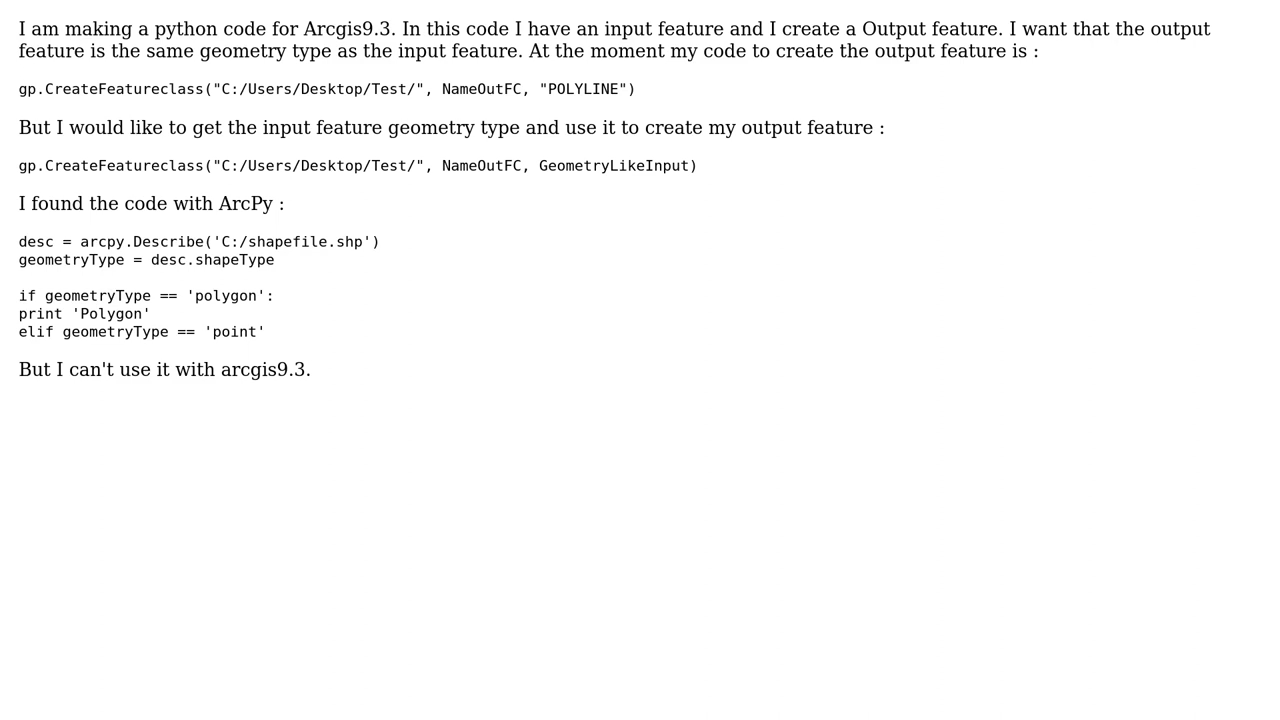 I am making a python code for Arcgis9.3. In this code I have an input feature and I create a Output feature. I want that the output
feature is the same geometry type as the input feature. At the moment my code to create the output feature is :
gp.CreateFeatureclass("C:/Users/Desktop/Test/", NameOutFC, "POLYLINE")
But I would like to get the input feature geometry type and use it to create my output feature :
gp.CreateFeatureclass("C:/Users/Desktop/Test/", NameOutFC, GeometryLikeInput)
I found the code with ArcPy :
desc = arcpy.Describe('C:/shapefile.shp')
geometryType = desc.shapeType
if geometryType == 'polygon':
print 'Polygon'
elif geometryType == 'point'
But I can't use it with arcgis9.3.